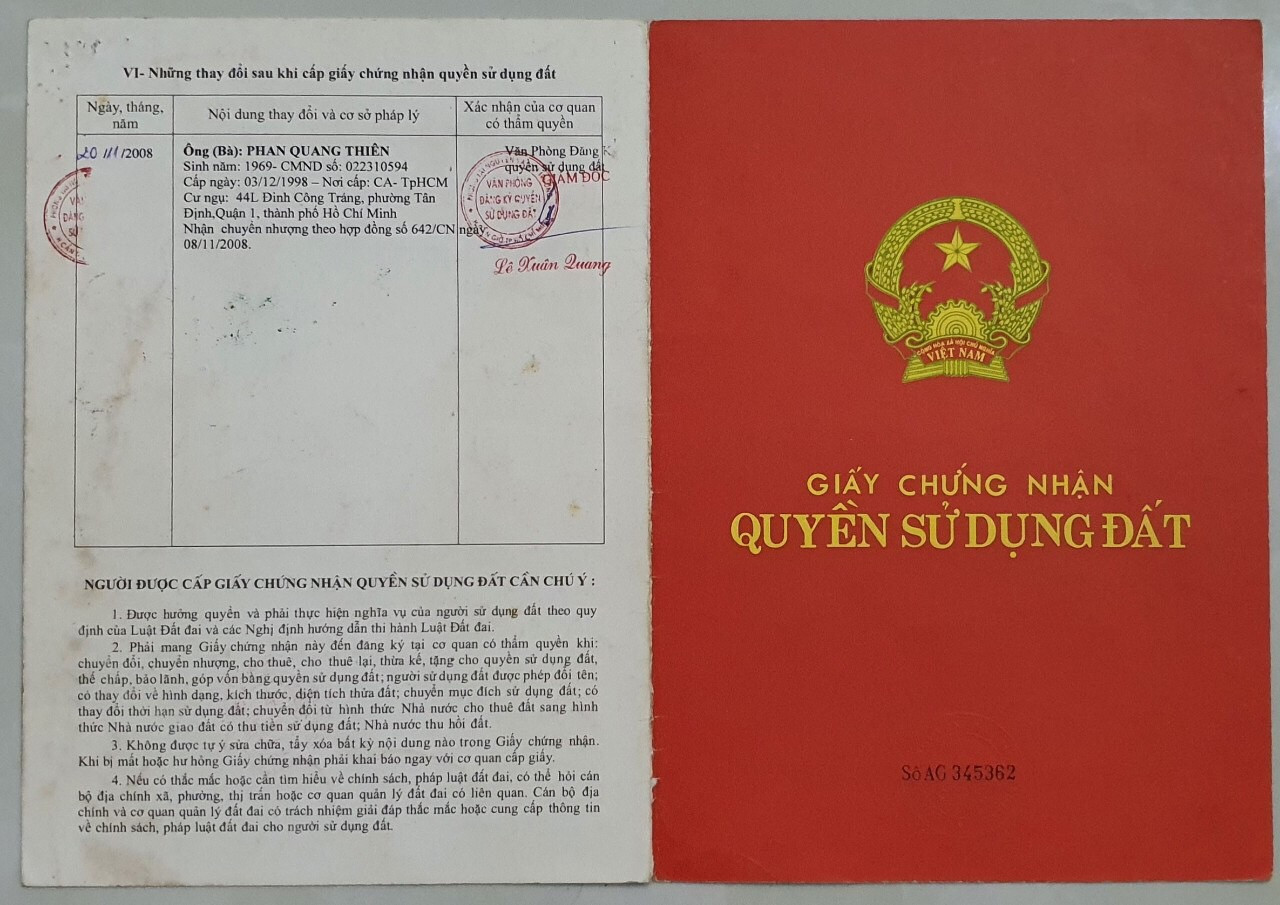 VI- Những thay đổi sau khi cấp giấy chứng nhận quyền sử dụng đất
Ngày, tháng, năm
Nội dung thay đổi và cơ sở pháp lý
Xác nhận của cơ quan có thẩm quyền
20/11/2008
Ông (Bà): PHAN QUANG THIÊN
Sinh năm: 1969- CMND số: 022310594
Cấp ngày: 03/12/1998 – Nơi cấp: CA- TpHCM
Cư ngụ: 44L Đinh Công Tráng, phường Tân
Định,Quận 1, thành phố Hồ Chí Minh
Nhận chuyển nhượng theo hợp đồng số 642/CN ngày
08/11/2008.
Văn Phòng Đăng K
quyền sử dụng đất
GIÁM ĐỐC
VĂN PHÒNG
ĐĂNG KÝ QUYỀN
SỬ DỤNG ĐẤT
Lê Xuân Quang
NGƯỜI ĐƯỢC CẤP GIẤY CHỨNG NHẬN QUYỀN SỬ DỤNG ĐẤT CẦN CHÚ Ý :
1. Được hưởng quyền và phải thực hiện nghĩa vụ của người sử dụng đất theo quy
định của Luật Đất đai và các Nghị định hướng dẫn thi hành Luật Đất đai.
2. Phải mang Giấy chứng nhận này đến đăng ký tại cơ quan có thẩm quyền khi:
chuyển đổi, chuyển nhượng, cho thuê, cho thuê lại, thừa kế, tặng cho quyền sử dụng đất,
thế chấp, bảo lãnh, góp vốn bằng quyền sử dụng đất; người sử dụng đất được phép đổi tên;
có thay đổi về hình dạng, kích thước, diện tích thửa đất; chuyển mục đích sử dụng đất; có
thay đổi thời hạn sử dụng đất; chuyển đổi từ hình thức Nhà nước cho thuê đất sang hình
thức Nhà nước giao đất có thu tiền sử dụng đất; Nhà nước thu hồi đất.
3. Không được tự ý sửa chữa, tẩy xóa bất kỳ nội dung nào trong Giấy chứng nhận.
Khi bị mất hoặc hư hỏng Giấy chứng nhận phải khai báo ngay với cơ quan cấp giấy.
4. Nếu có thắc mắc hoặc cần tìm hiểu về chính sách, pháp luật đất đai, có thể hỏi cán
bộ địa chính xã, phường, thị trấn hoặc cơ quan quản lý đất đai có liên quan. Cán bộ địa
chính và cơ quan quản lý đất đai có trách nhiệm giải đáp thắc mắc hoặc cung cấp thông tin
về chính sách, pháp luật đất đai cho người sử dụng đất.
CỘNG HÒA XÃ HỘI CHỦ NGHĨA
VIỆT NAM
GIẤY CHỨNG NHẬN
QUYỀN SỬ DỤNG ĐẤT
Số AG 345362